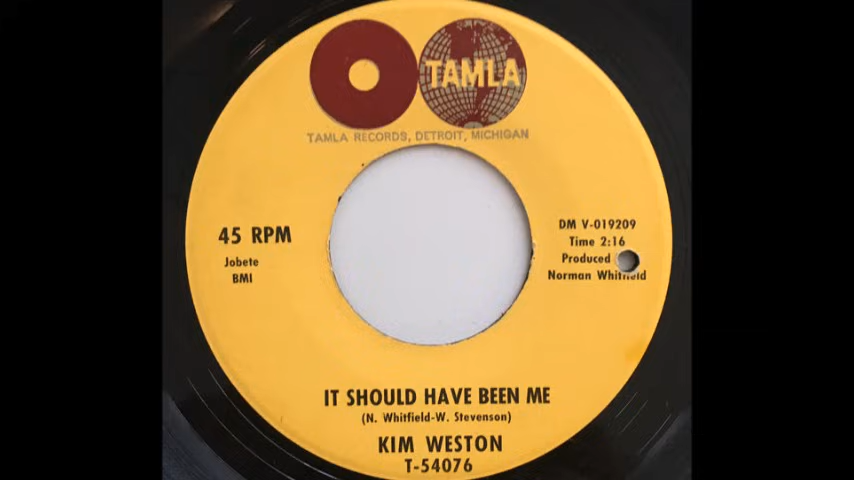 TAMLA
TAMLA RECORDS, DETROIT, MICHIGAN
45 RPM
Jobete
BMI
DM V-019209
Time 2:16
Produced
Norman Whitfield
IT SHOULD HAVE BEEN ME
(N. Whitfield-W. Stevenson)
KIM WESTON
T-54076